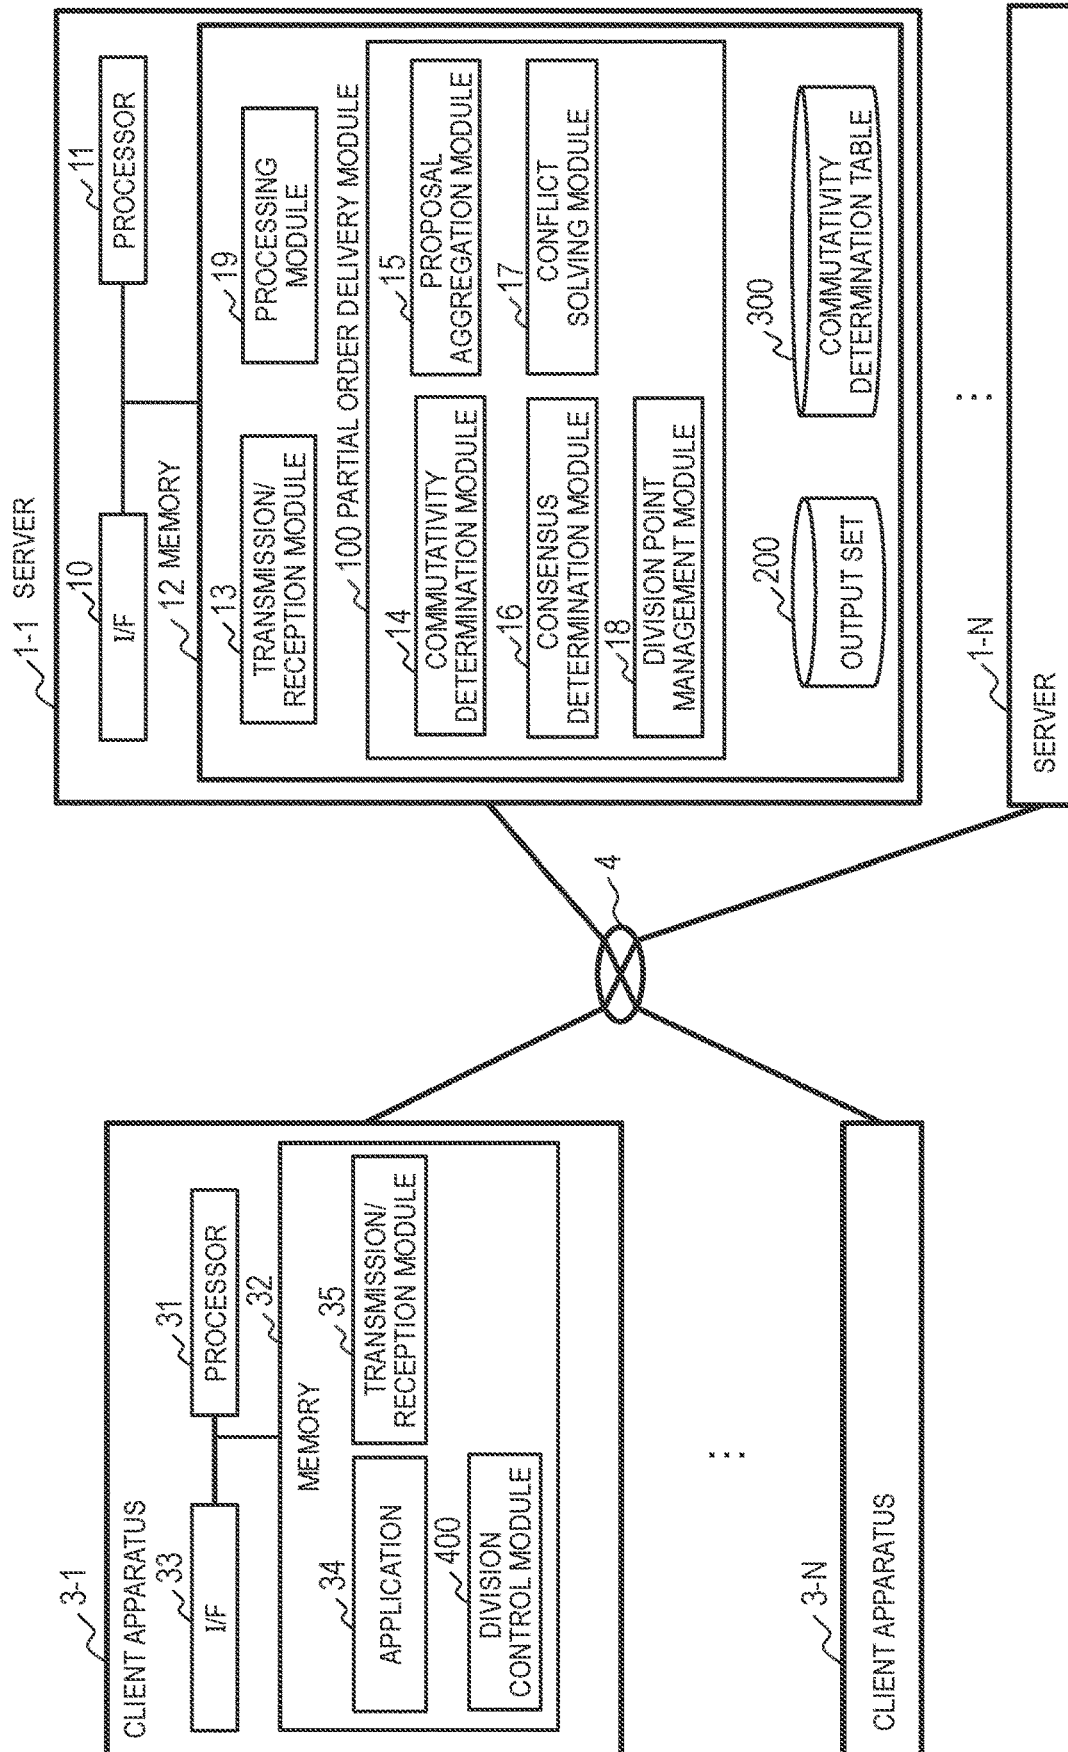 3-1
CLIENT APPARATUS
33
I/F
31
PROCESSOR
32
MEMORY
34
APPLICATION
35
TRANSMISSION/
RECEPTION MODULE
400
DIVISION
CONTROL MODULE
...
3-N
CLIENT APPARATUS
4
1-1 SERVER
10
I/F
11
PROCESSOR
12 MEMORY
13
TRANSMISSION/
RECEPTION MODULE
19
PROCESSING
MODULE
100 PARTIAL ORDER DELIVERY MODULE
14
COMMUTATIVITY
DETERMINATION MODULE
15
PROPOSAL
AGGREGATION MODULE
16
CONSENSUS
DETERMINATION MODULE
17
CONFLICT
SOLVING MODULE
18
DIVISION POINT
MANAGEMENT MODULE
200
OUTPUT SET
300
COMMUTATIVITY
DETERMINATION TABLE
...
1-N
SERVER